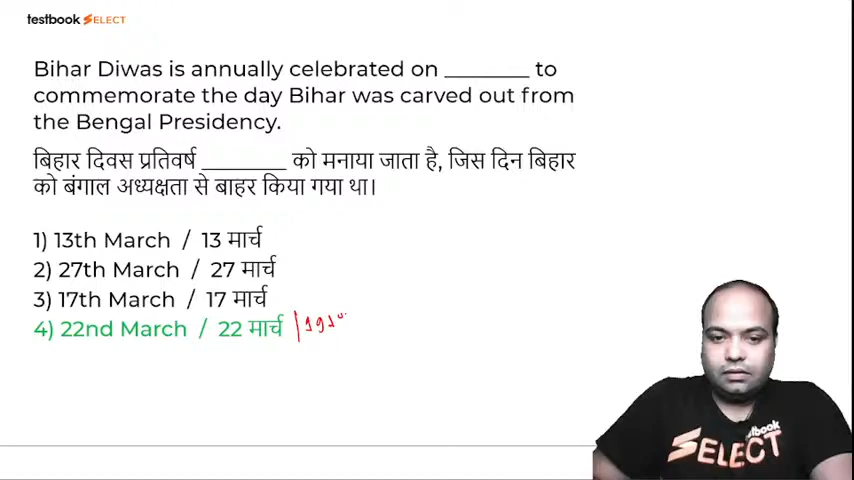 testbook SELECT
Bihar Diwas is annually celebrated on ________ to
commemorate the day Bihar was carved out from
the Bengal Presidency.
बिहार दिवस प्रतिवर्ष ________ को मनाया जाता है, जिस दिन बिहार
को बंगाल अध्यक्षता से बाहर किया गया था।
1) 13th March / 13 मार्च
2) 27th March / 27 मार्च
3) 17th March / 17 मार्च
4) 22nd March / 22 मार्च
testbook
SELECT